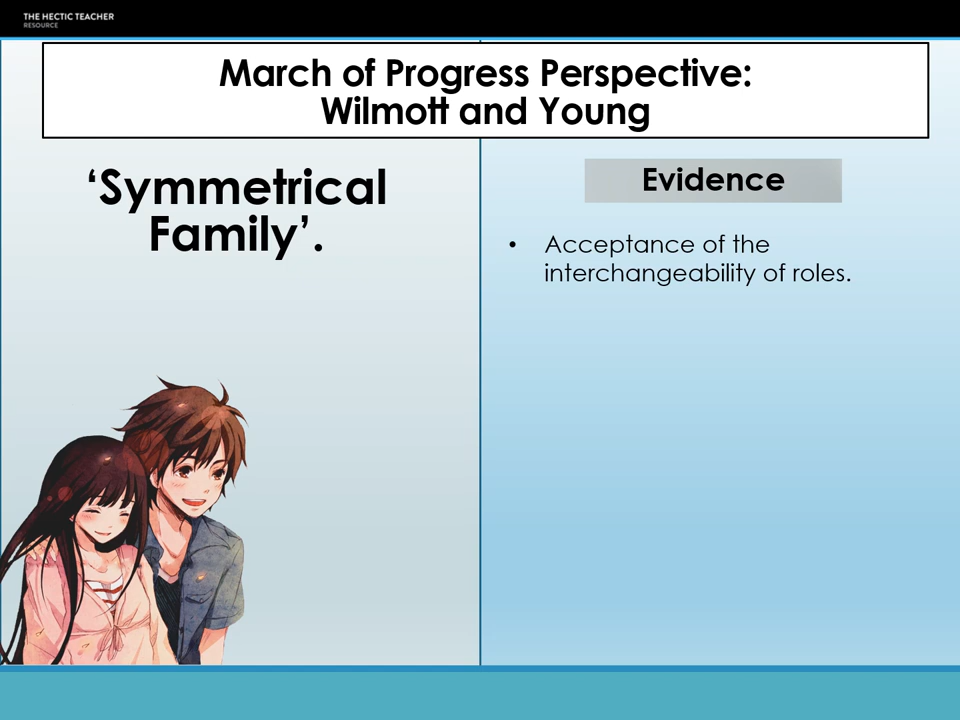 THE HECTIC TEACHER
RESOURCE
March of Progress Perspective:
Wilmott and Young
‘Symmetrical
Family’.
Evidence
• Acceptance of the
interchangeability of roles.